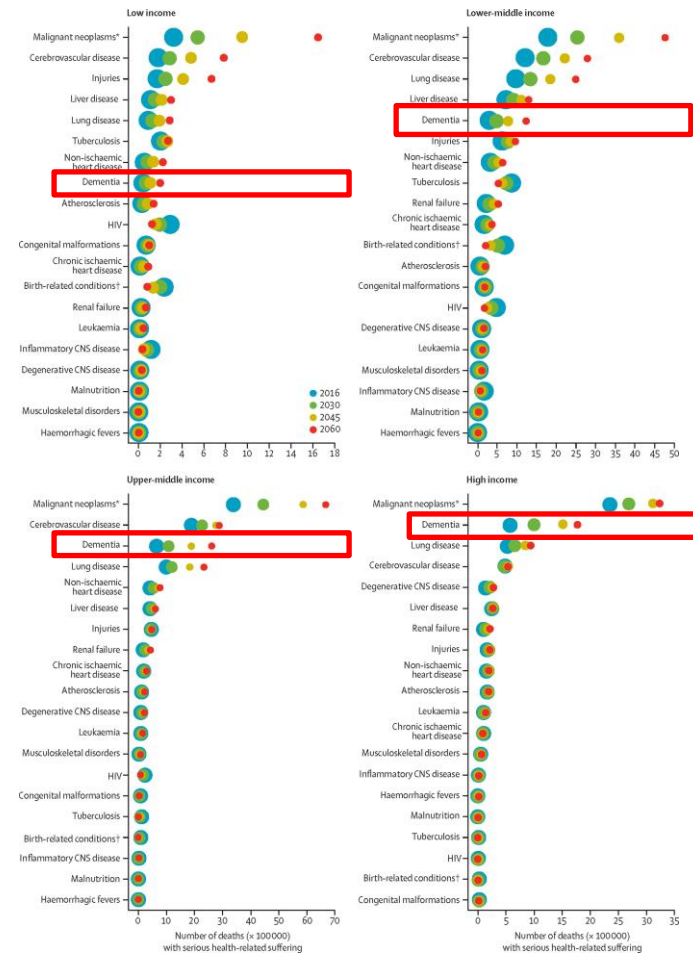 Low income
Malignant neoplasms*
Cerebrovascular disease
Injuries
Liver disease
Lung disease
Tuberculosis
Non-ischaemic
heart disease
Dementia
Atherosclerosis
HIV
Congenital malformations
Chronic ischaemic
heart disease
Birth-related conditions†
Renal failure
Leukaemia
Inflammatory CNS disease
Degenerative CNS disease
Malnutrition
Musculoskeletal disorders
Haemorrhagic fevers
2016
2030
2045
2060
0 2 4 6 8 10 12 14 16 18
Lower-middle income
Malignant neoplasms*
Cerebrovascular disease
Lung disease
Liver disease
Dementia
Injuries
Non-ischaemic
heart disease
Tuberculosis
Renal failure
Chronic ischaemic
heart disease
Birth-related conditions†
Atherosclerosis
Congenital malformations
HIV
Degenerative CNS disease
Leukaemia
Musculoskeletal disorders
Inflammatory CNS disease
Malnutrition
Haemorrhagic fevers
0 5 10 15 20 25 30 35 40 45 50
Upper-middle income
Malignant neoplasms*
Cerebrovascular disease
Dementia
Lung disease
Non-ischaemic
heart disease
Liver disease
Injuries
Renal failure
Chronic ischaemic
heart disease
Atherosclerosis
Degenerative CNS disease
Leukaemia
Musculoskeletal disorders
HIV
Congenital malformations
Tuberculosis
Birth-related conditions†
Inflammatory CNS disease
Malnutrition
Haemorrhagic fevers
0 10 20 30 40 50 60 70
Number of deaths (× 100 000)
with serious health-related suffering
High income
Malignant neoplasms*
Dementia
Lung disease
Cerebrovascular disease
Degenerative CNS disease
Liver disease
Renal failure
Injuries
Non-ischaemic
heart disease
Atherosclerosis
Leukaemia
Chronic ischaemic
heart disease
Musculoskeletal disorders
Inflammatory CNS disease
Haemorrhagic fevers
Malnutrition
Tuberculosis
HIV
Birth-related conditions†
Congenital malformations
0 5 10 15 20 25 30 35
Number of deaths (× 100 000)
with serious health-related suffering